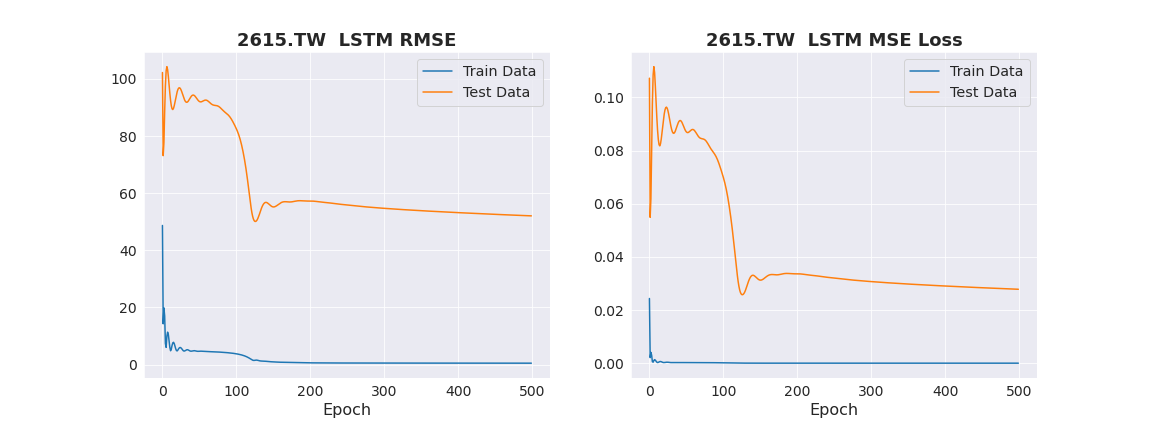 2615.TW  LSTM RMSE
Train Data
Test Data
100
80
60
40
20
0
0 100 200 300 400 500
Epoch
2615.TW  LSTM MSE Loss
Train Data
Test Data
0.10
0.08
0.06
0.04
0.02
0.00
0 100 200 300 400 500
Epoch